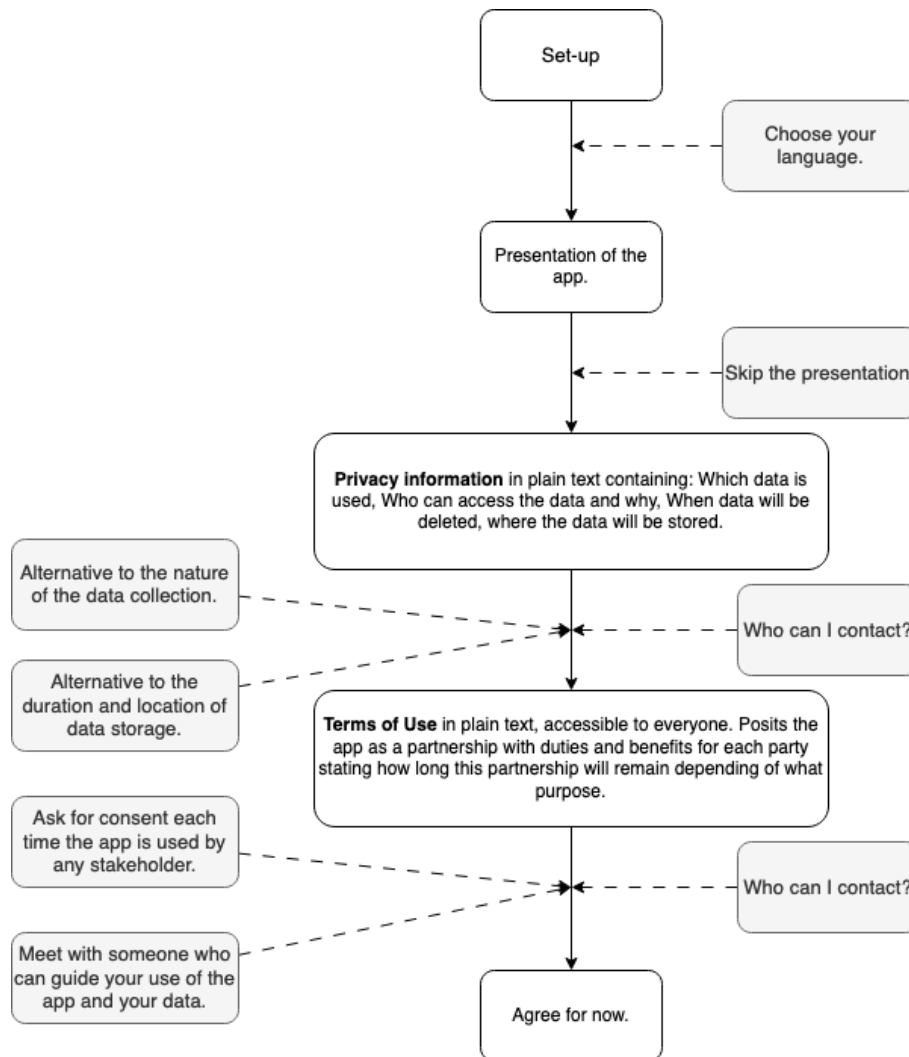 Set-up
Choose your
language.
Presentation of the
app.
Skip the presentation
Privacy information in plain text containing: Which data is
used, Who can access the data and why, When data will be
deleted, where the data will be stored.
Alternative to the nature
of the data collection.
Who can I contact?
Alternative to the
duration and location of
data storage.
Terms of Use in plain text, accessible to everyone. Posits the
app as a partnership with duties and benefits for each party
stating how long this partnership will remain depending of what
purpose.
Ask for consent each
time the app is used by
any stakeholder.
Who can I contact?
Meet with someone who
can guide your use of the
app and your data.
Agree for now.